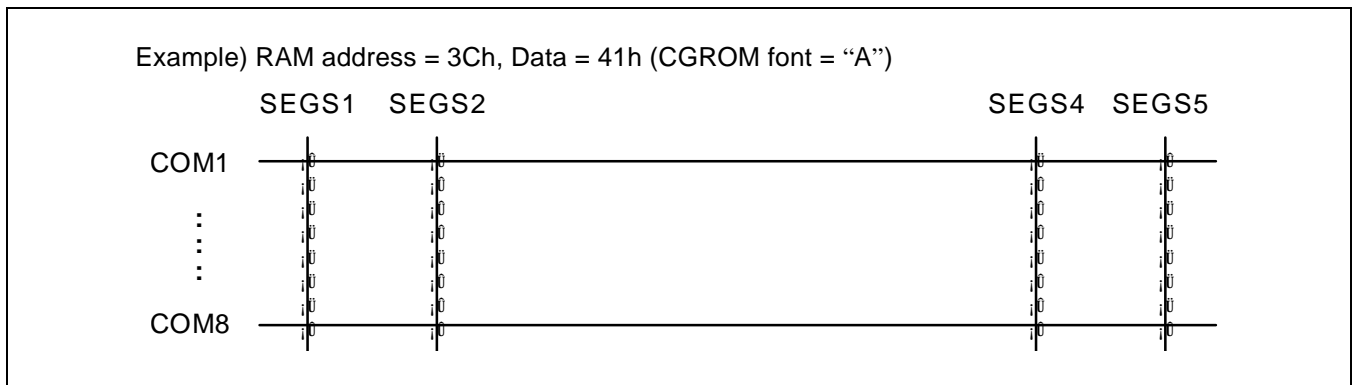 Example) RAM address = 3Ch, Data = 41h (CGROM font = “A”)
SEGS1 SEGS2 SEGS4 SEGS5
COM1
:
:
:
COM8